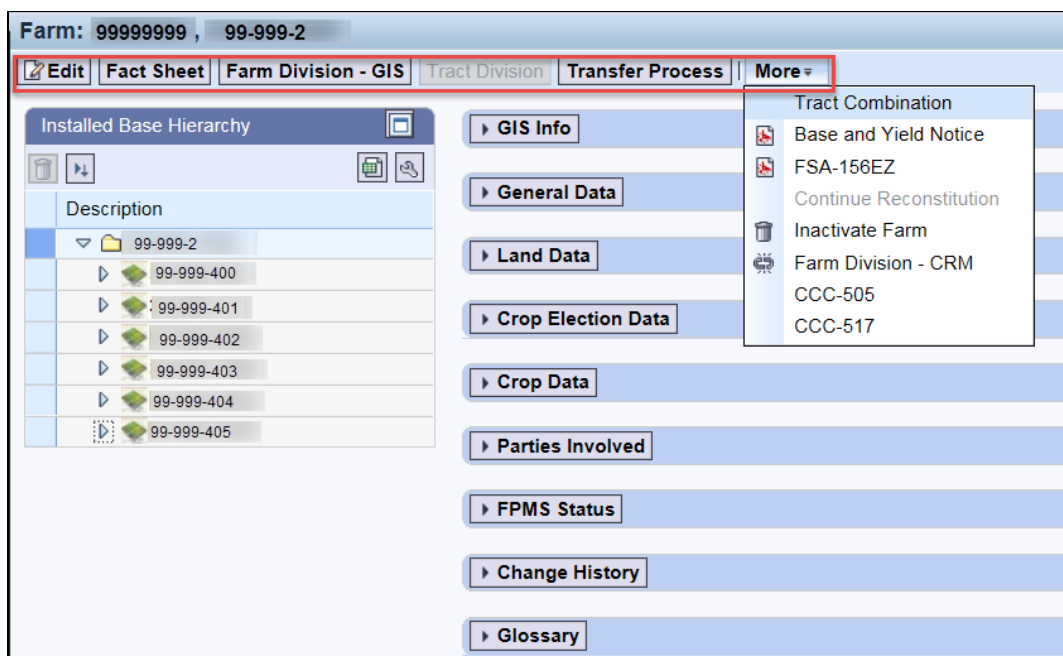 Farm: 99999999 , 99-999-2
Edit Fact Sheet Farm Division - GIS Tract Division Transfer Process | More
Tract Combination
Base and Yield Notice
FSA-156EZ
Continue Reconstitution
Inactivate Farm
Farm Division - CRM
CCC-505
CCC-517
Installed Base Hierarchy
Description
99-999-2
99-999-400
99-999-401
99-999-402
99-999-403
99-999-404
99-999-405
GIS Info
General Data
Land Data
Crop Election Data
Crop Data
Parties Involved
FPMS Status
Change History
Glossary